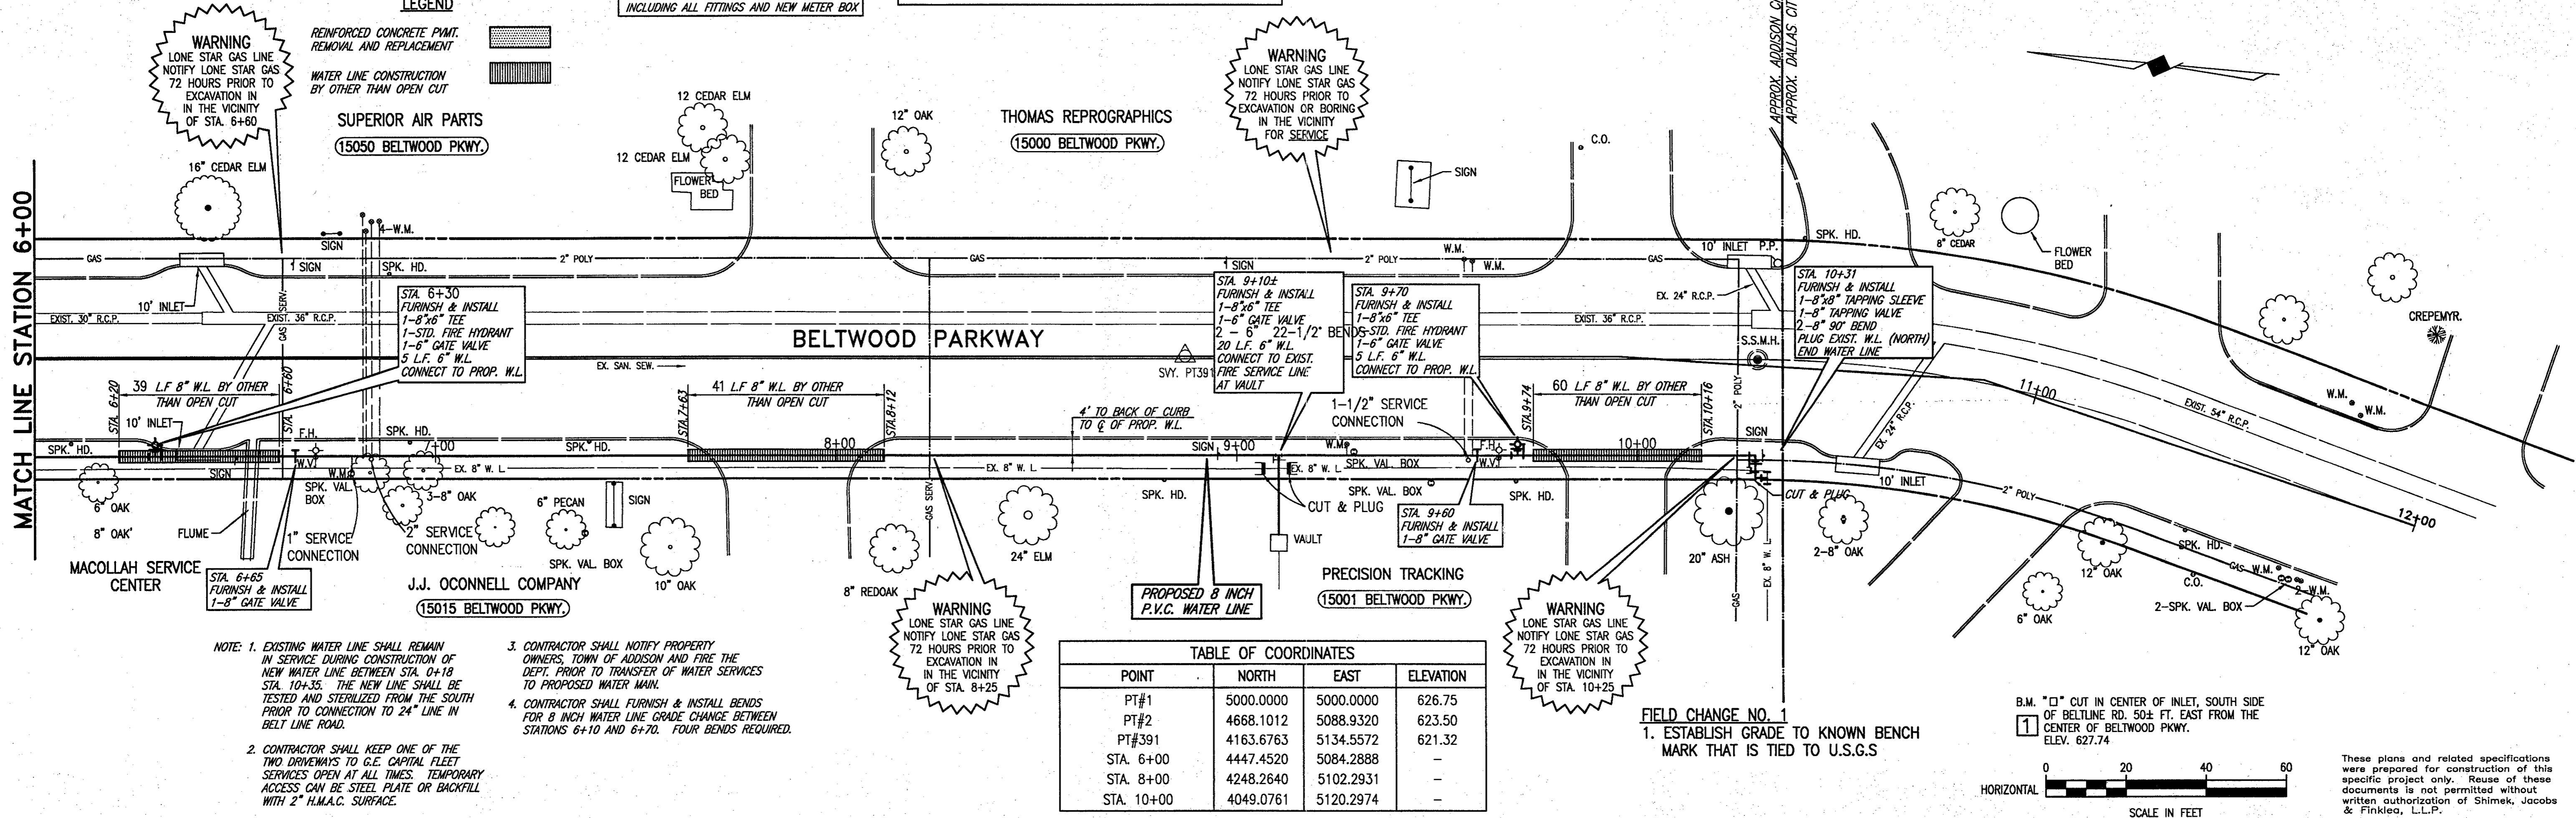 LEGEND
INCLUDING ALL FITTINGS AND NEW METER BOX
REINFORCED CONCRETE PVMT.
REMOVAL AND REPLACEMENT
WATER LINE CONSTRUCTION
BY OTHER THAN OPEN CUT
WARNING
LONE STAR GAS LINE
NOTIFY LONE STAR GAS
72 HOURS PRIOR TO
EXCAVATION IN
IN THE VICINITY
OF STA. 6+60
SUPERIOR AIR PARTS
15050 BELTWOOD PKWY.
12 CEDAR ELM
12 CEDAR ELM
FLOWER
BED
12" OAK
THOMAS REPROGRAPHICS
15000 BELTWOOD PKWY.
WARNING
LONE STAR GAS LINE
NOTIFY LONE STAR GAS
72 HOURS PRIOR TO
EXCAVATION OR BORING
IN THE VICINITY
FOR SERVICE
SIGN
C.O.
APPROX. ADDISON
APPROX. DALLAS CIT
16" CEDAR ELM
MATCH LINE STATION 6+00
SIGN
4-W.M.
GAS
SIGN
SPK. HD.
2" POLY
GAS
SIGN
2" POLY
W.M.
W.M.
GAS
10' INLET P.P.
SPK. HD.
8" CEDAR
FLOWER
BED
10' INLET
EXIST. 30" R.C.P.
EXIST. 36" R.C.P.
GAS SERV.
STA. 6+30
FURINSH & INSTALL
1-8"x6" TEE
1-STD. FIRE HYDRANT
1-6" GATE VALVE
5 L.F. 6" W.L.
CONNECT TO PROP. W.L.
BELTWOOD PARKWAY
EX. SAN. SEW.
SVY. PT391
STA. 9+10±
FURINSH & INSTALL
1-8"x6" TEE
1-6" GATE VALVE
2 - 6" 22-1/2° BENDS
20 L.F. 6" W.L.
CONNECT TO EXIST.
FIRE SERVICE LINE
AT VAULT
STA. 9+70
FURINSH & INSTALL
1-8"x6" TEE
1-STD. FIRE HYDRANT
1-6" GATE VALVE
5 L.F. 6" W.L.
CONNECT TO PROP. W.L.
EXIST. 36" R.C.P.
EX. 24" R.C.P.
S.S.M.H.
STA. 10+31
FURINSH & INSTALL
1-8"x8" TAPPING SLEEVE
1-8" TAPPING VALVE
2-8" 90° BEND
PLUG EXIST. W.L. (NORTH)
END WATER LINE
CREPEMYR.
STA. 6+20
39 L.F 8" W.L. BY OTHER
THAN OPEN CUT
STA. 6+60
STA.7+63
41 L.F 8" W.L. BY OTHER
THAN OPEN CUT
STA.8+12
4' TO BACK OF CURB
TO ℄ OF PROP. W.L.
1-1/2" SERVICE
CONNECTION
STA.9+74
60 L.F 8" W.L. BY OTHER
THAN OPEN CUT
STA.10+16
2" POLY
EX. 24" R.C.P.
11+00
EXIST. 54" R.C.P.
W.M.
W.M.
12+00
10' INLET
SPK. HD.
F.H.
SPK. HD.
7+00
SPK. HD.
8+00
SIGN
9+00
W.M.
F.H.
10+00
SIGN
SIGN
W.V.
W.M.
SPK. VAL.
BOX
EX. 8" W. L
EX. 8" W. L
EX. 8" W. L
SPK. VAL. BOX
W.V.
10' INLET
2" POLY
6" OAK
8" OAK'
FLUME
1" SERVICE
CONNECTION
3-8" OAK
2" SERVICE
CONNECTION
6" PECAN
SPK. VAL. BOX
SIGN
10" OAK
8" REDOAK
GAS SERV.
24" ELM
SPK. HD.
CUT & PLUG
VAULT
SPK. VAL. BOX
SPK. HD.
STA. 9+60
FURINSH & INSTALL
1-8" GATE VALVE
CUT & PLUG
20" ASH
GAS
EX. 8" W. L
2-8" OAK
12" OAK
SPK. HD.
GAS
W.M.
C.O.
2-W.M.
2-SPK. VAL. BOX
6" OAK
12" OAK
MACOLLAH SERVICE
CENTER
STA. 6+65
FURINSH & INSTALL
1-8" GATE VALVE
J.J. OCONNELL COMPANY
15015 BELTWOOD PKWY.
WARNING
LONE STAR GAS LINE
NOTIFY LONE STAR GAS
72 HOURS PRIOR TO
EXCAVATION IN
IN THE VICINITY
OF STA. 8+25
PROPOSED 8 INCH
P.V.C. WATER LINE
PRECISION TRACKING
15001 BELTWOOD PKWY.
WARNING
LONE STAR GAS LINE
NOTIFY LONE STAR GAS
72 HOURS PRIOR TO
EXCAVATION IN
IN THE VICINITY
OF STA. 10+25
NOTE: 1. EXISTING WATER LINE SHALL REMAIN
IN SERVICE DURING CONSTRUCTION OF
NEW WATER LINE BETWEEN STA. 0+18
STA. 10+35. THE NEW LINE SHALL BE
TESTED AND STERILIZED FROM THE SOUTH
PRIOR TO CONNECTION TO 24" LINE IN
BELT LINE ROAD.
2. CONTRACTOR SHALL KEEP ONE OF THE
TWO DRIVEWAYS TO G.E. CAPITAL FLEET
SERVICES OPEN AT ALL TIMES. TEMPORARY
ACCESS CAN BE STEEL PLATE OR BACKFILL
WITH 2" H.M.A.C. SURFACE.
3. CONTRACTOR SHALL NOTIFY PROPERTY
OWNERS, TOWN OF ADDISON AND FIRE THE
DEPT. PRIOR TO TRANSFER OF WATER SERVICES
TO PROPOSED WATER MAIN.
4. CONTRACTOR SHALL FURNISH & INSTALL BENDS
FOR 8 INCH WATER LINE GRADE CHANGE BETWEEN
STATIONS 6+10 AND 6+70. FOUR BENDS REQUIRED.
TABLE OF COORDINATES
POINT NORTH EAST ELEVATION
PT#1 5000.0000 5000.0000 626.75
PT#2 4668.1012 5088.9320 623.50
PT#391 4163.6763 5134.5572 621.32
STA. 6+00 4447.4520 5084.2888 –
STA. 8+00 4248.2640 5102.2931 –
STA. 10+00 4049.0761 5120.2974 –
FIELD CHANGE NO. 1
1. ESTABLISH GRADE TO KNOWN BENCH
MARK THAT IS TIED TO U.S.G.S
B.M. "□" CUT IN CENTER OF INLET, SOUTH SIDE
1 OF BELTLINE RD. 50± FT. EAST FROM THE
CENTER OF BELTWOOD PKWY.
ELEV. 627.74
0 20 40 60
HORIZONTAL
SCALE IN FEET
These plans and related specifications
were prepared for construction of this
specific project only. Reuse of these
documents is not permitted without
written authorization of Shimek, Jacobs
& Finklea, L.L.P.